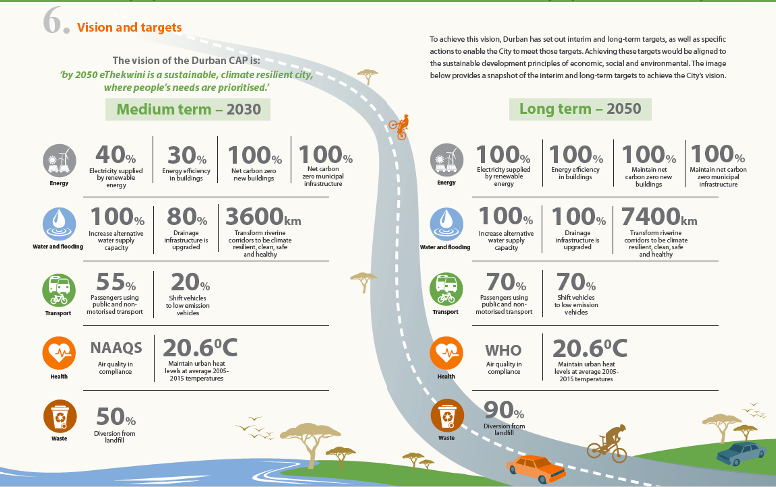 6. Vision and targets
The vision of the Durban CAP is:
'by 2050 eThekwini is a sustainable, climate resilient city,
where people's needs are prioritised.'
To achieve this vision, Durban has set out interim and long-term targets, as well as specific
actions to enable the City to meet those targets. Achieving these targets would be aligned to
the sustainable development principles of economic, social and environmental. The image
below provides a snapshot of the interim and long-term targets to achieve the City's vision.
Medium term – 2030
Energy
40%
Electricity supplied
by renewable
energy
30%
Energy efficiency
in buildings
100%
Net carbon zero
new buildings
100%
Net carbon
zero municipal
infrastructure
Water and flooding
100%
Increase alternative
water supply
capacity
80%
Drainage
infrastructure is
upgraded
3600km
Transform riverine
corridors to be climate
resilient, clean, safe
and healthy
Transport
55%
Passengers using
public and non-
motorised transport
20%
Shift vehicles
to low emission
vehicles
Health
NAAQS
Air quality in
compliance
20.6⁰C
Maintain urban heat
levels at average 2005-
2015 temperatures
Waste
50%
Diversion from
landfill
Long term – 2050
Energy
100%
Electricity supplied
by renewable
energy
100%
Energy efficiency
in buildings
100%
Maintain net
carbon zero new
buildings
100%
Maintain net carbon
zero municipal
infrastructure
Water and flooding
100%
Increase alternative
water supply
capacity
100%
Drainage
infrastructure is
upgraded
7400km
Transform riverine
corridors to be climate
resilient, clean, safe
and healthy
Transport
70%
Passengers using
public and non-
motorised transport
70%
Shift vehicles
to low emission
vehicles
Health
WHO
Air quality in
compliance
20.6⁰C
Maintain urban heat
levels at average 2005-
2015 temperatures
Waste
90%
Diversion from
landfill